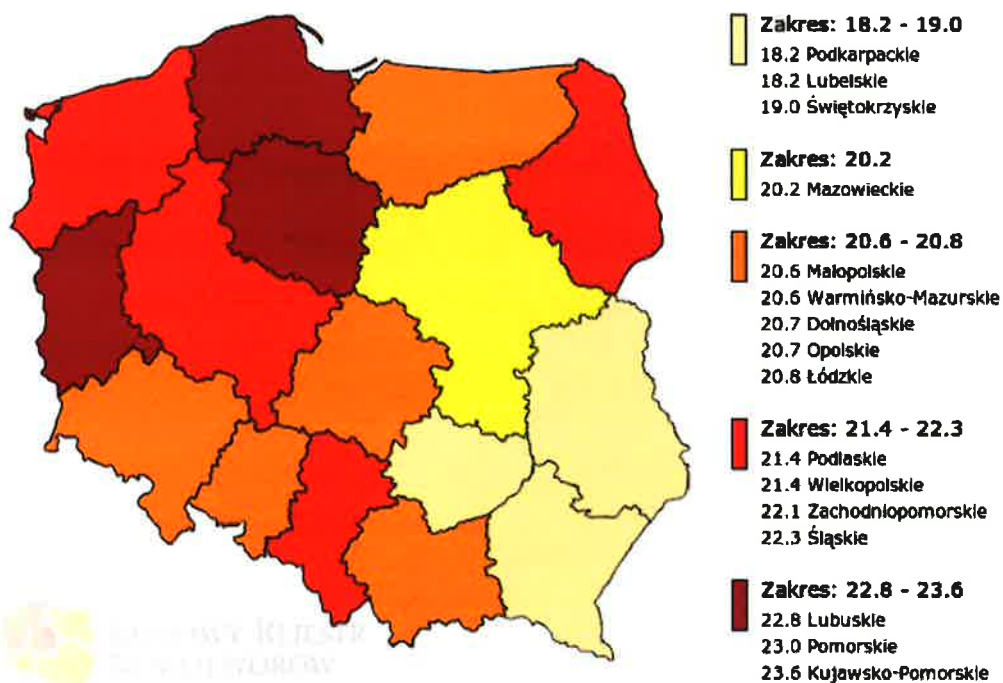 Zakres: 18.2 - 19.0
18.2 Podkarpackie
18.2 Lubelskie
19.0 Świętokrzyskie
Zakres: 20.2
20.2 Mazowieckie
Zakres: 20.6 - 20.8
20.6 Małopolskie
20.6 Warmińsko-Mazurskie
20.7 Dolnośląskie
20.7 Opolskie
20.8 Łódzkie
Zakres: 21.4 - 22.3
21.4 Podlaskie
21.4 Wielkopolskie
22.1 Zachodniopomorskie
22.3 Śląskie
Zakres: 22.8 - 23.6
22.8 Lubuskie
23.0 Pomorskie
23.6 Kujawsko-Pomorskie